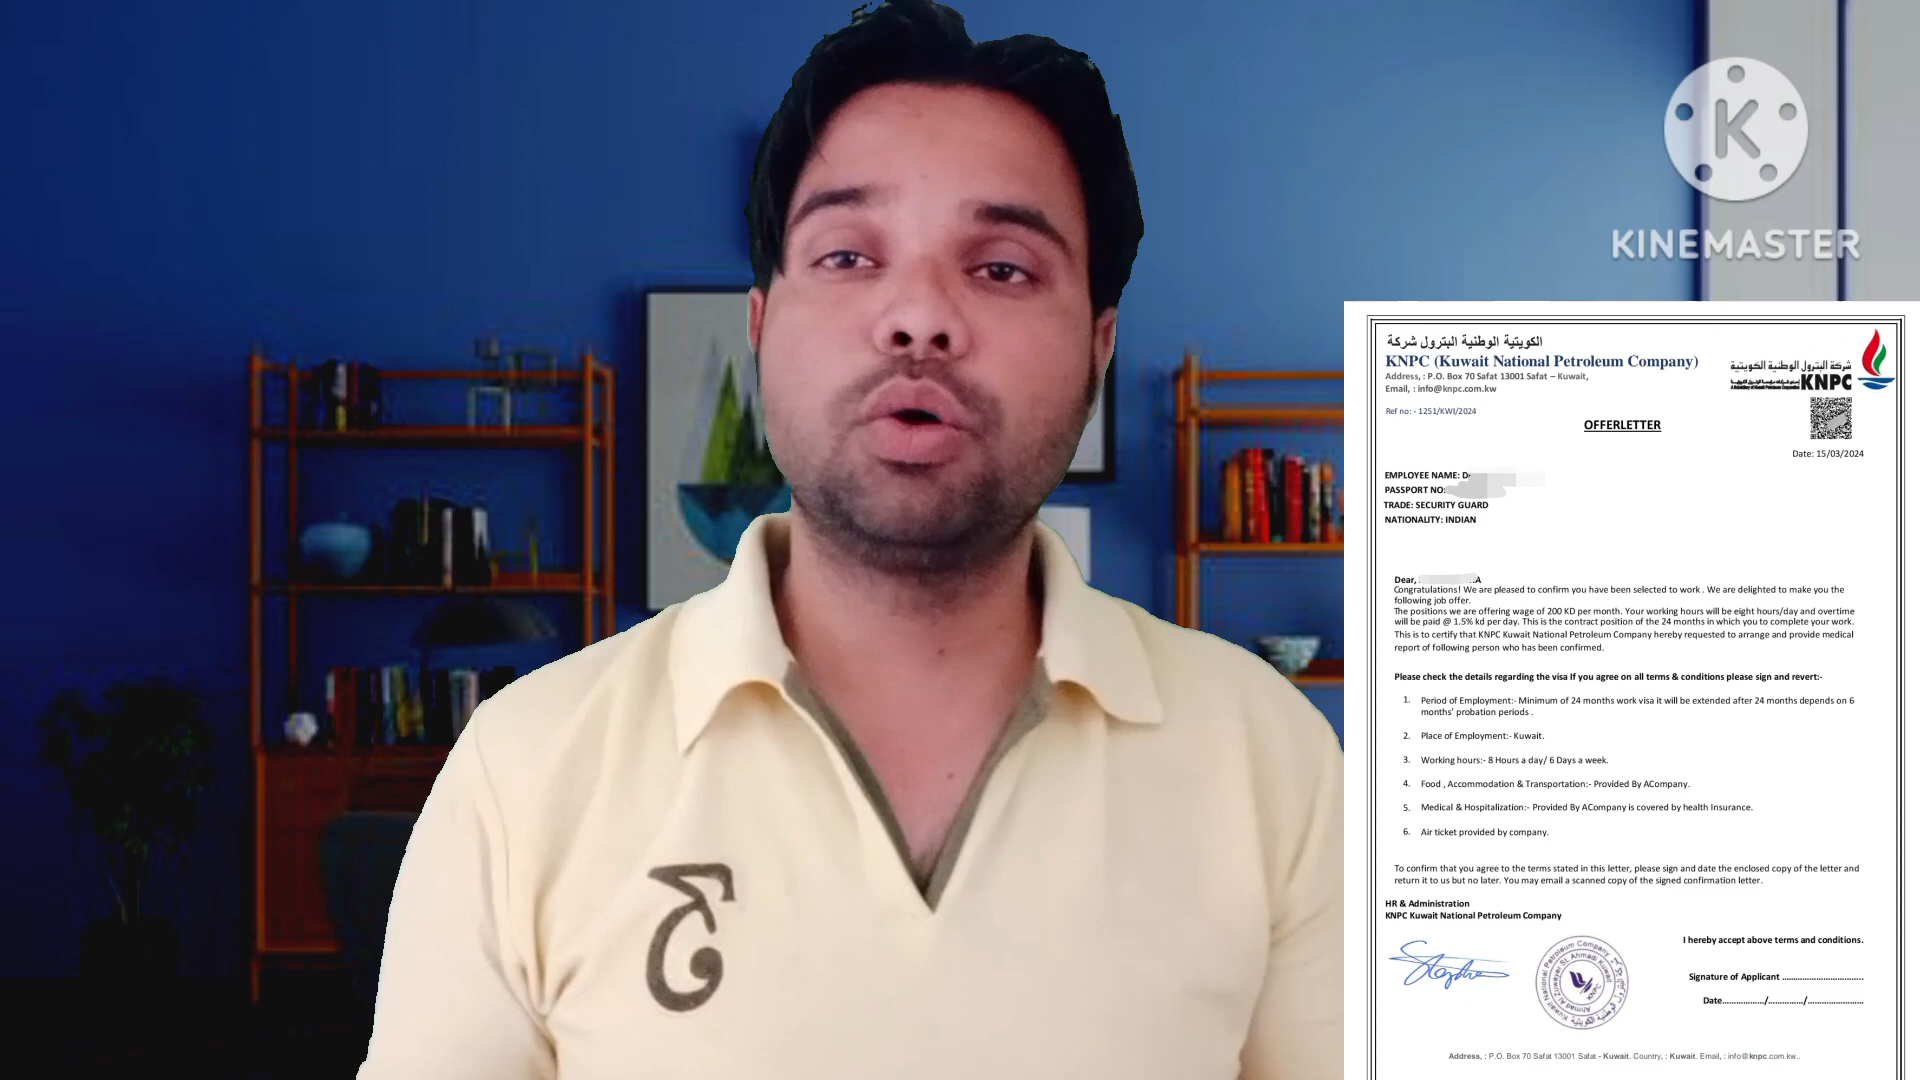 KINEMASTER
الكويتية الوطنية البترول شركة
KNPC (Kuwait National Petroleum Company)
Address, : P.O. Box 70 Safat 13001 Safat – Kuwait,
Email, : info@knpc.com.kw
شركة البترول الوطنية الكويتية
KNPC
Ref no: - 1251/KWI/2024
OFFERLETTER
Date: 15/03/2024
EMPLOYEE NAME: D
PASSPORT NO:
TRADE: SECURITY GUARD
NATIONALITY: INDIAN
Dear, A
Congratulations! We are pleased to confirm you have been selected to work . We are delighted to make you the
following job offer.
The positions we are offering wage of 200 KD per month. Your working hours will be eight hours/day and overtime
will be paid @ 1.5% kd per day. This is the contract position of the 24 months in which you to complete your work.
This is to certify that KNPC Kuwait National Petroleum Company hereby requested to arrange and provide medical
report of following person who has been confirmed.
Please check the details regarding the visa If you agree on all terms & conditions please sign and revert:-
1. Period of Employment:- Minimum of 24 months work visa it will be extended after 24 months depends on 6
months' probation periods .
2. Place of Employment:- Kuwait.
3. Working hours:- 8 Hours a day/ 6 Days a week.
4. Food , Accommodation & Transportation:- Provided By ACompany.
5. Medical & Hospitalization:- Provided By ACompany is covered by health Insurance.
6. Air ticket provided by company.
To confirm that you agree to the terms stated in this letter, please sign and date the enclosed copy of the letter and
return it to us but no later. You may email a scanned copy of the signed confirmation letter.
HR & Administration
KNPC Kuwait National Petroleum Company
I hereby accept above terms and conditions.
Signature of Applicant ..................................
Date................../.............../........................
Kuwait National Petroleum Company
KNPC
Address, : P.O. Box 70 Safat 13001 Safat - Kuwait. Country, : Kuwait. Email, : info@knpc.com.kw..